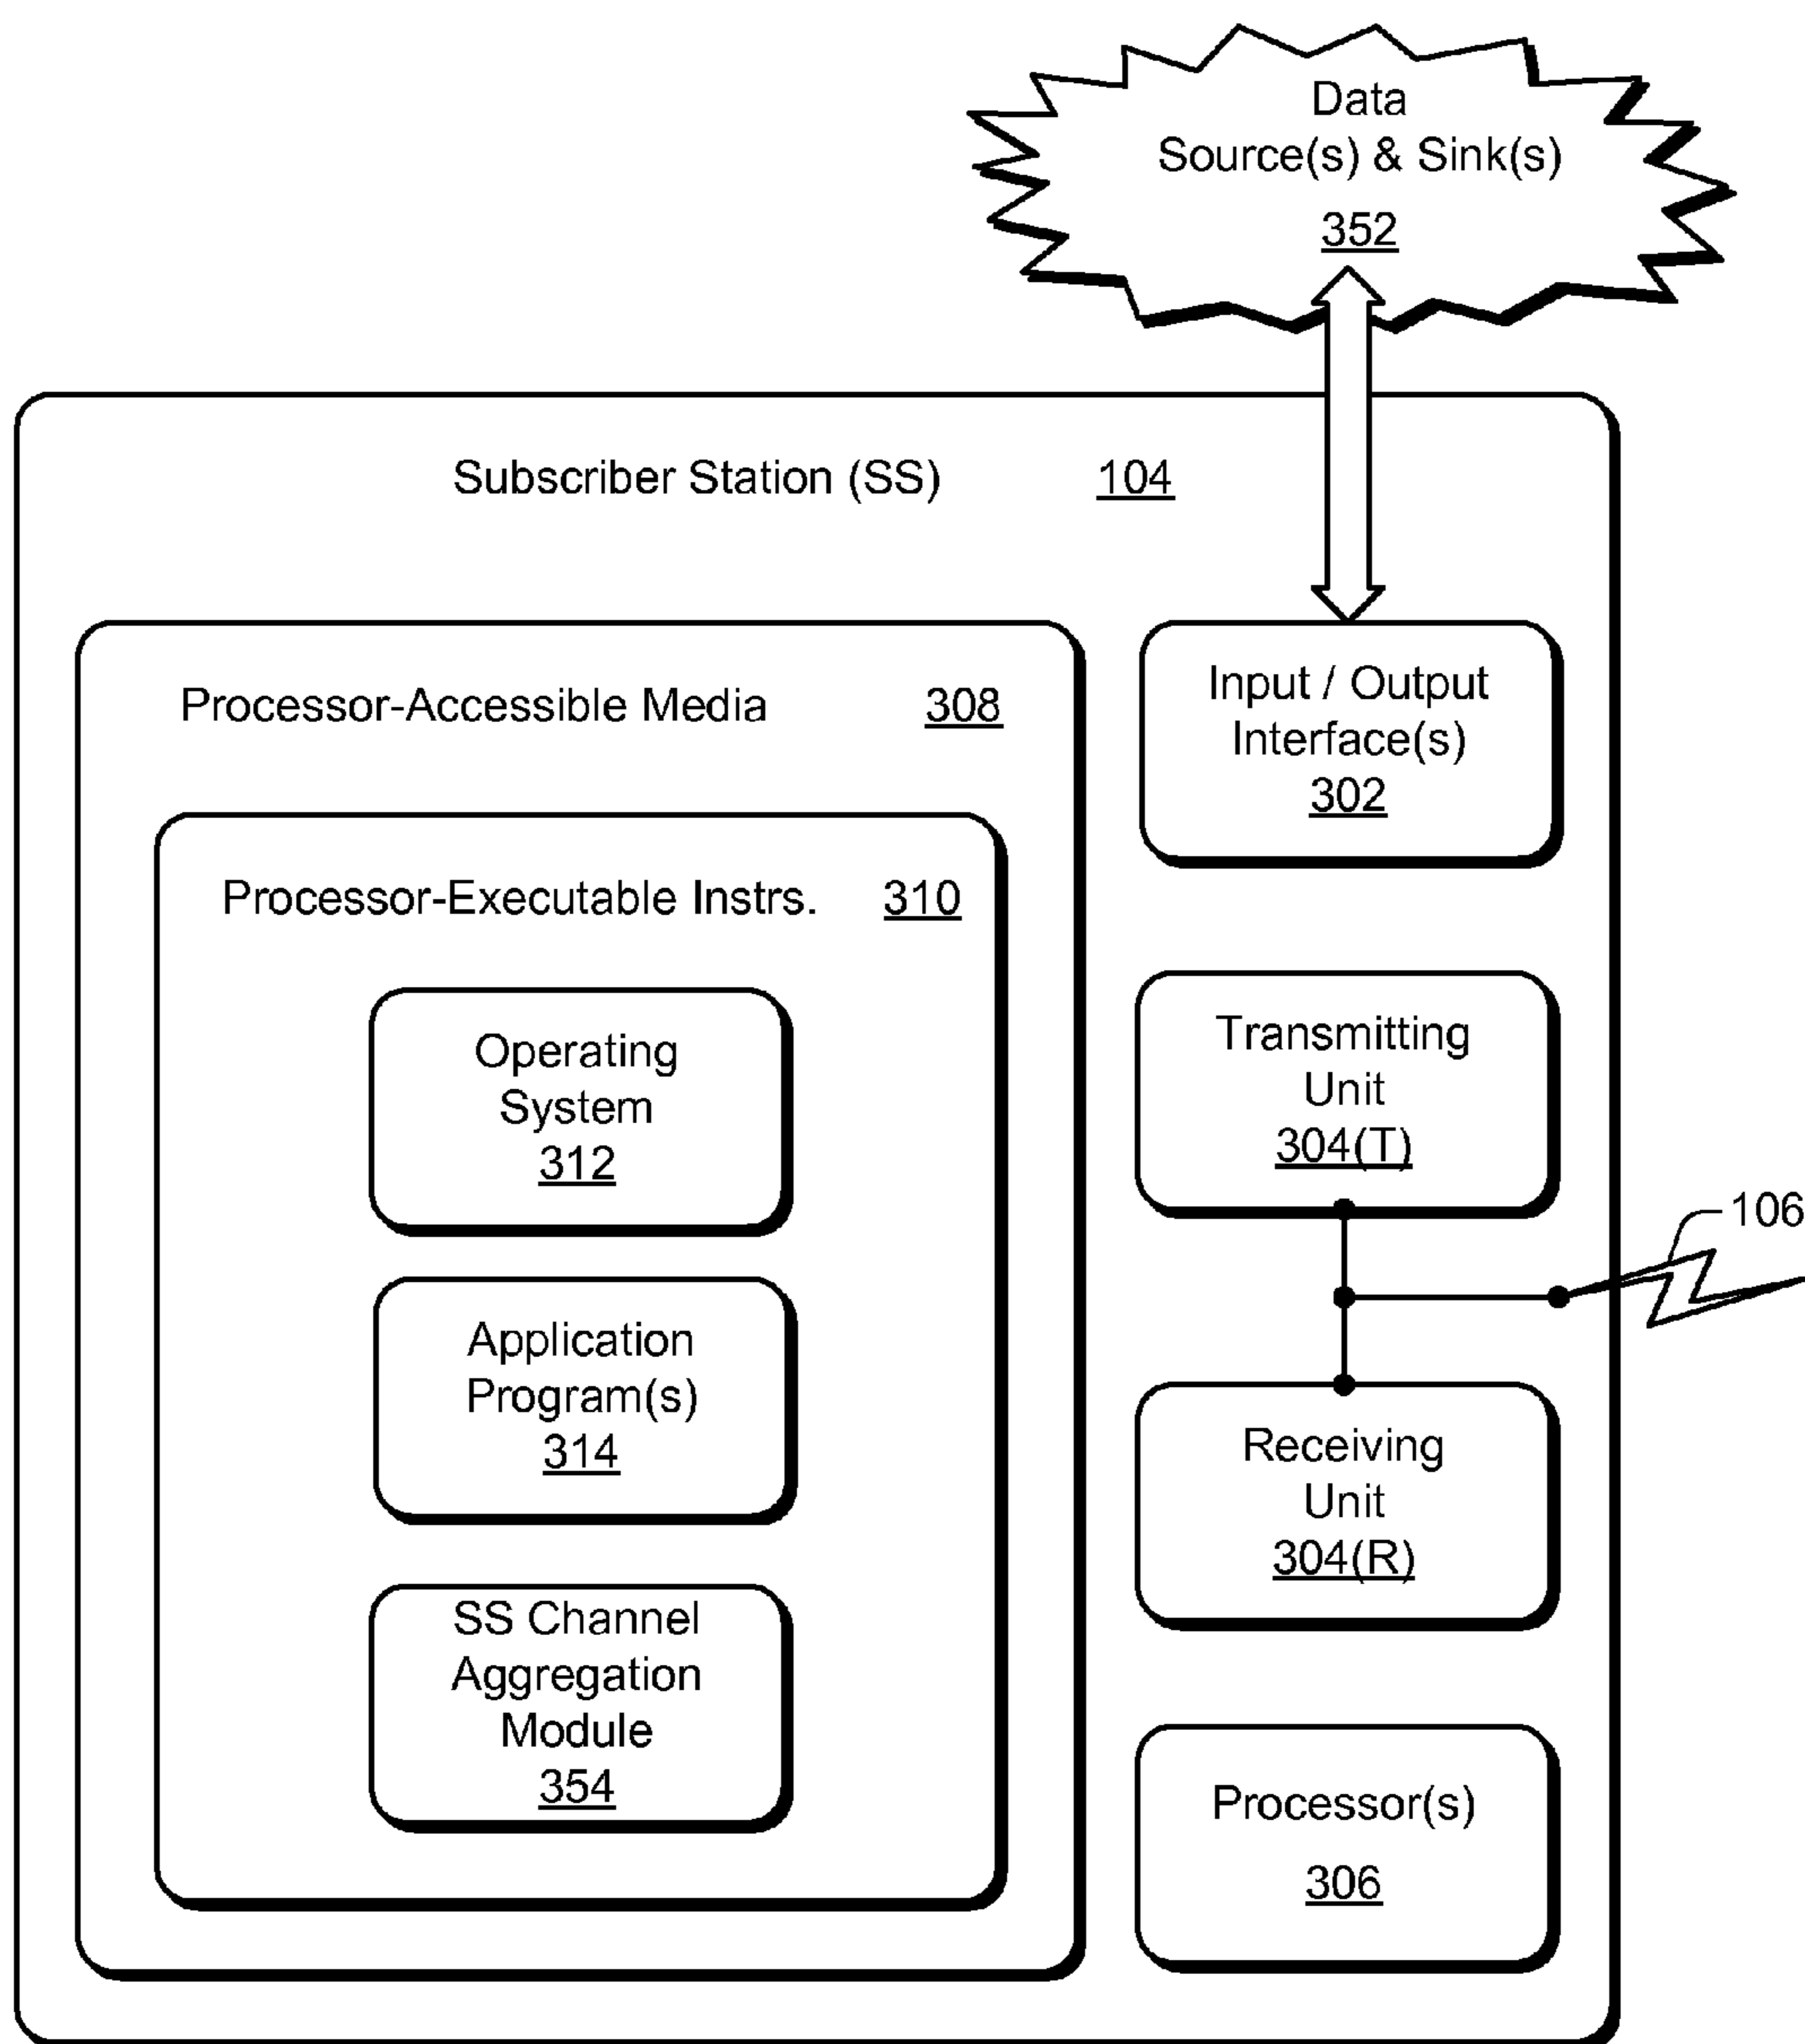 Data
Source(s) & Sink(s)
352
Subscriber Station (SS) 104
Processor-Accessible Media 308
Processor-Executable Instrs. 310
Operating
System
312
Application
Program(s)
314
SS Channel
Aggregation
Module
354
Input / Output
Interface(s)
302
Transmitting
Unit
304(T)
106
Receiving
Unit
304(R)
Processor(s)
306